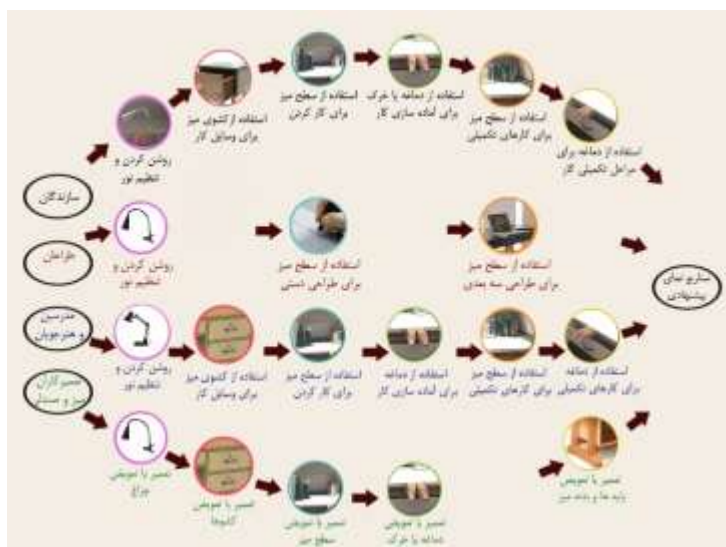 سازندگان
روشن کردن و
تنظیم نور
استفاده از کشوی میز
برای وسایل کار
استفاده از سطح میز
برای کار کردن
استفاده از دماغه یا خرک
برای آماده سازی کار
استفاده از سطح میز
برای کارهای تکمیلی
استفاده از دماغه برای
مراحل تکمیلی کار
طراحان
روشن کردن و
تنظیم نور
استفاده از سطح میز
برای طراحی دستی
استفاده از سطح میز
برای طراحی سه بعدی
سناریو نمای
پیشنهادی
مدرسین
و هنرجویان
روشن کردن و
تنظیم نور
استفاده از کشوی میز
برای وسایل کار
استفاده از سطح میز
برای کار کردن
استفاده از دماغه
برای آماده سازی کار
استفاده از سطح میز
برای کارهای تکمیلی
استفاده از دماغه
برای کارهای تکمیلی
تعمیرکاران
میز و صندلی
تعمیر یا تعویض
چراغ
تعمیر یا تعویض
کشوها
تعمیر یا تعویض
سطح میز
تعمیر یا تعویض
دماغه یا خرک
تعمیر یا تعویض
پایه ها و بدنه میز